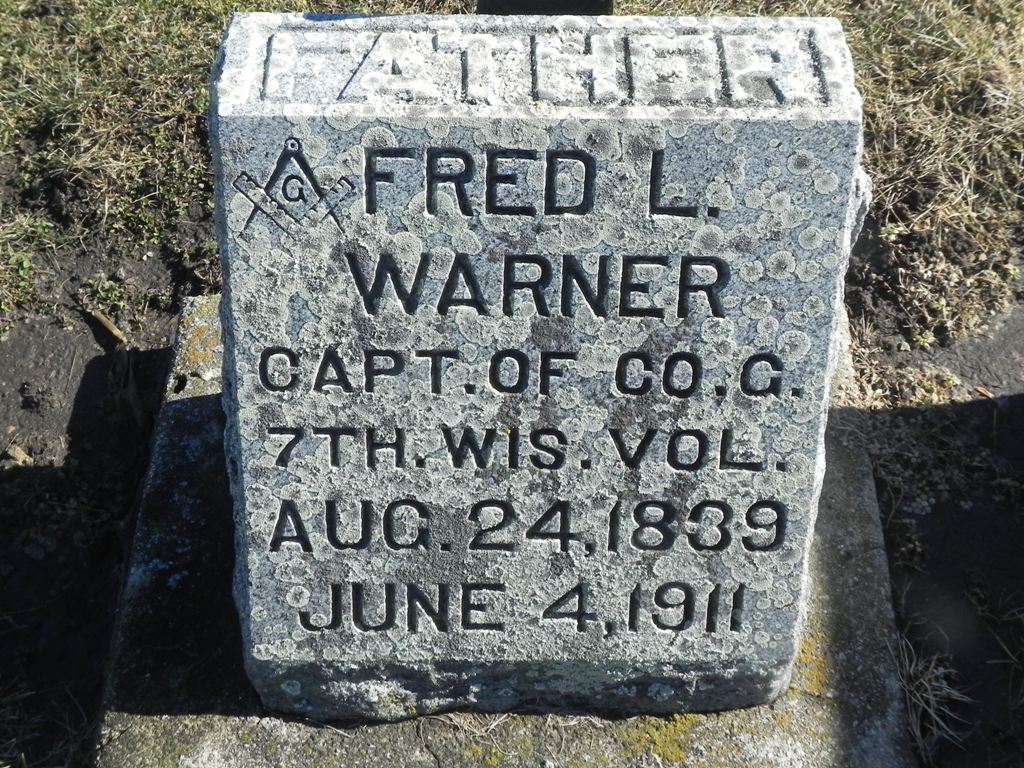 FATHER
G
FRED L.
WARNER
CAPT. OF CO. G.
7TH. WIS. VOL.
AUG. 24, 1839
JUNE 4, 1911